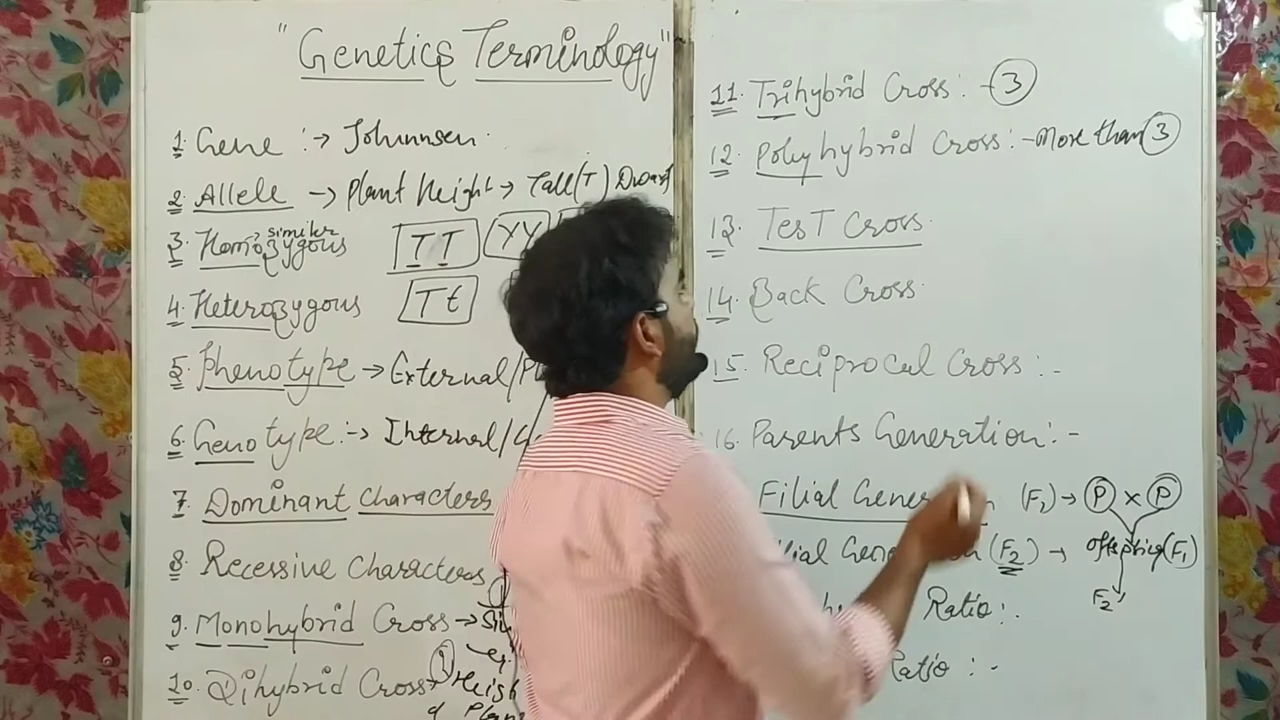 "Genetics Terminology"
1. Gene :→ Johnnsen.
2. Allele → Plant Height → Tall(T) Dwarf
3. Homozygous similer TT YY
4. Heterozygous Tt
5. Phenotype → External/
6. Genotype :→ Internal/
7. Dominant characters
8. Recessive characters
9. Monohybrid Cross →
10. Dihybrid Cross
11. Trihybrid Cross :- 3
12. Polyhybrid Cross :- More than 3
13. TesT Cross.
14. Back Cross.
15. Reciprocal Cross :-
16. Parents Generation :-
Filial (F1) → P × P
(F2) → offspring (F1)
F2
Ratio :.
Ratio :-